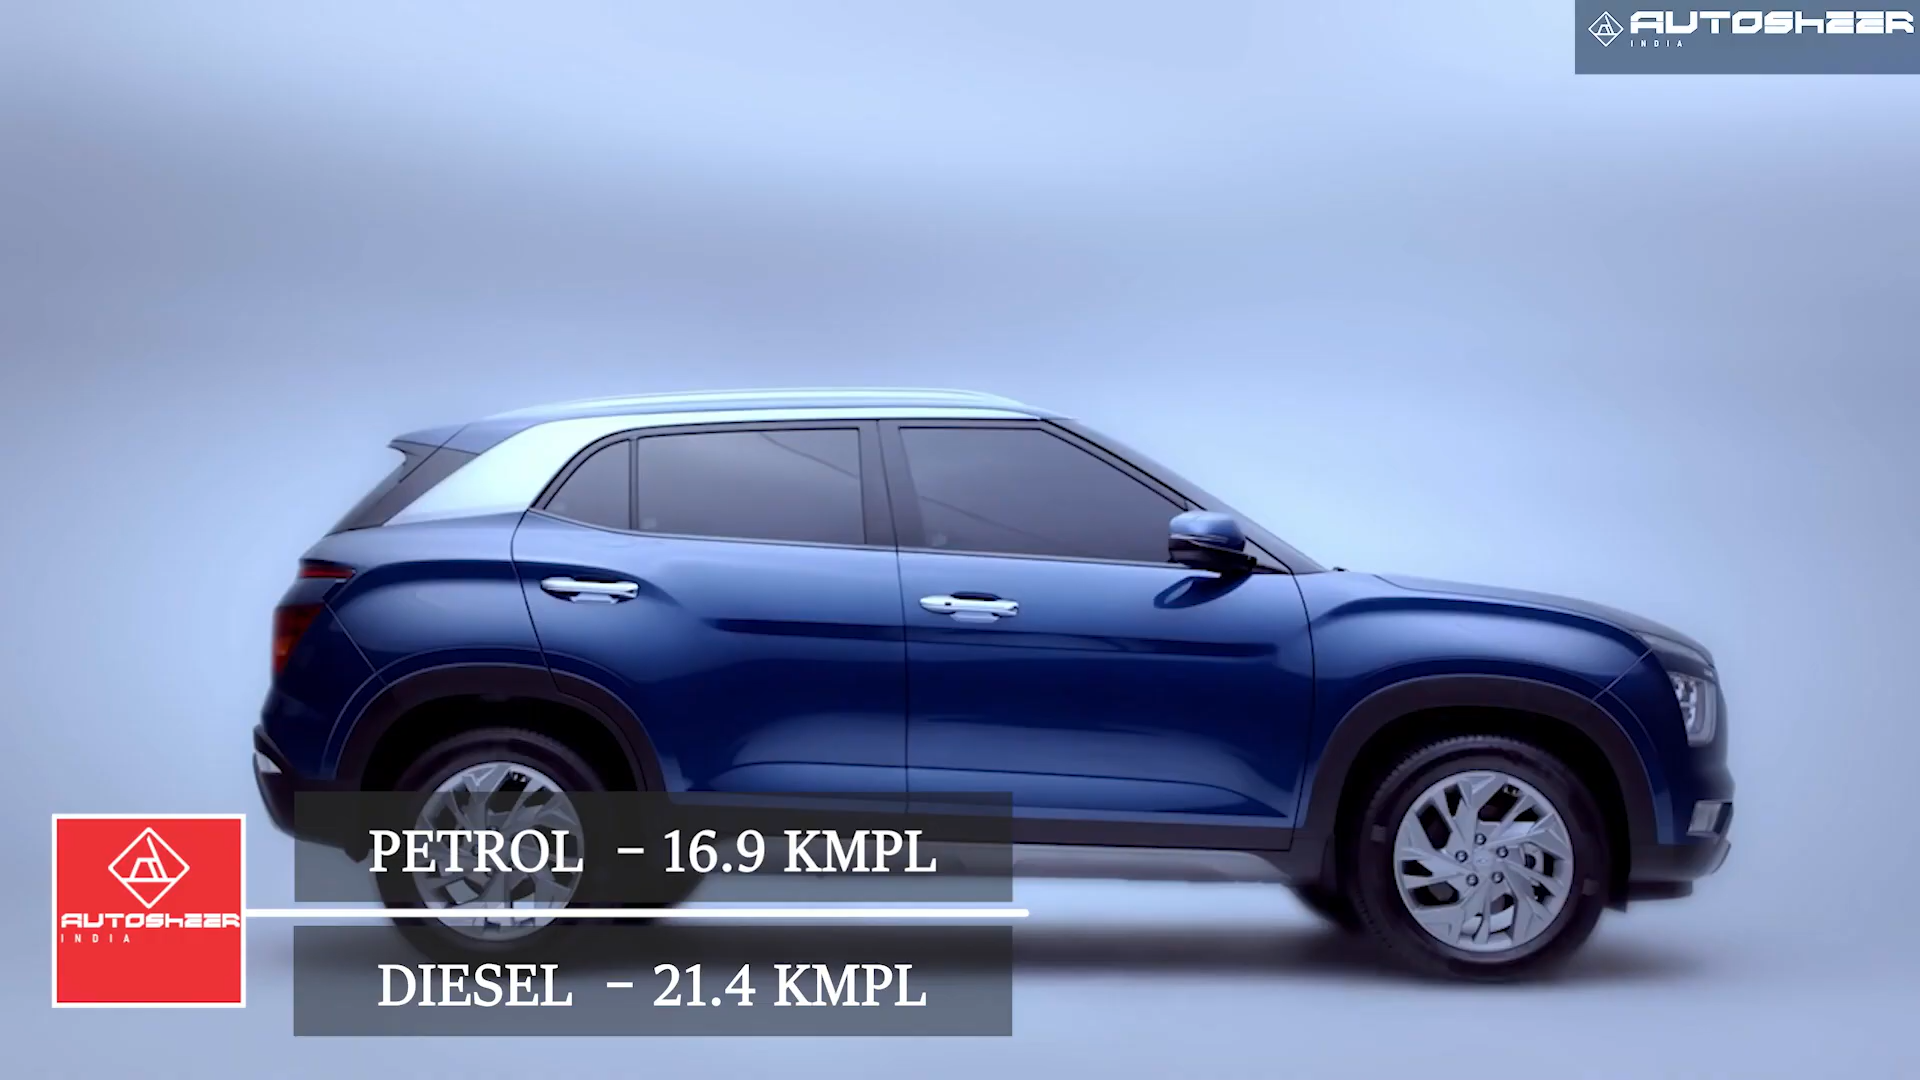 AUTOSHEER
INDIA
PETROL – 16.9 KMPL
AUTOSHEER
INDIA
DIESEL – 21.4 KMPL